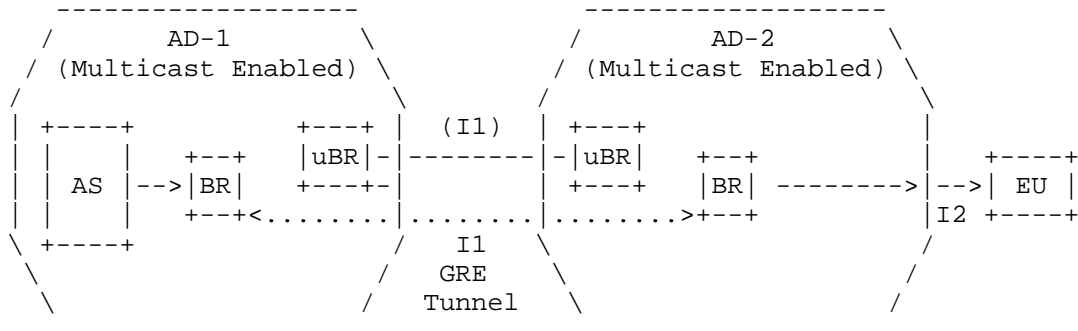 -------------------               -------------------
/       AD-1        \             /       AD-2        \
/ (Multicast Enabled) \           / (Multicast Enabled) \
/                       \         /                       \
| +----+          +---+ |  (I1)   | +---+                 |
| |    |   +--+   |uBR|-|--------|-|uBR|   +--+          |   +----+
| | AS |-->|BR|   +---+-|        | +---+   |BR| -------->|-->| EU |
| |    |   +--+<........|........|........>+--+          |I2 +----+
\ +----+                /   I1   \                       /
\                     /   GRE    \                     /
\                   /   Tunnel    \                   /